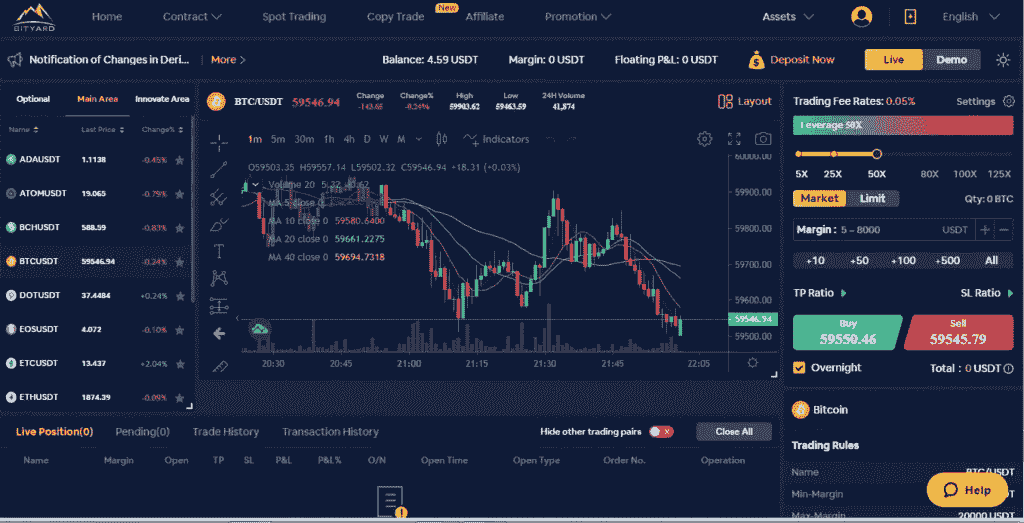 BITYARD
Home Contract Spot Trading Copy Trade New Affiliate Promotion Assets English
Notification of Changes in Deri... More > Balance: 4.59 USDT Margin: 0 USDT Floating P&L: 0 USDT Deposit Now Live Demo
Optional Main Area Innovate Area
Name Last Price Change%
ADAUSDT 1.1138 -0.45%
ATOMUSDT 19.065 -0.79%
BCHUSDT 588.59 -0.83%
BTCUSDT 59546.94 -0.24%
DOTUSDT 37.4484 +0.24%
EOSUSDT 4.072 -0.10%
ETCUSDT 13.437 +2.04%
ETHUSDT 1874.39 -0.09%
BTC/USDT 59546.94
Change Change% High Low 24H Volume
-143.65 -0.24% 59983.62 59463.59 41,874
Layout
1m 5m 30m 1h 4h D W M Indicators
O59503.35 H59557.14 L59502.32 C59546.94 +18.31 (+0.03%)
Volume 20
MA 5 close 0
MA 10 close 0 59580.6400
MA 20 close 0 59661.2275
MA 40 close 0 59694.7318
60000.00
59900.00
59800.00
59700.00
59600.00
59546.94
59500.00
20:30 20:45 21:00 21:15 21:30 21:45 22:05
Trading Fee Rates: 0.05% Settings
Leverage 50X
5X 25X 50X 80X 100X 125X
Market Limit Qty: 0 BTC
Margin : 5 – 8000 USDT + −
+10 +50 +100 +500 All
TP Ratio SL Ratio
Buy Sell
59550.46 59545.79
Overnight Total : 0 USDT
Bitcoin
Trading Rules
Name BTC/USDT
Min-Margin
Max-Margin 20000 USDT
Help
Live Position(0) Pending(0) Trade History Transaction History Hide other trading pairs Close All
Name Margin Open TP SL P&L P&L% O/N Open Time Open Type Order No. Operation